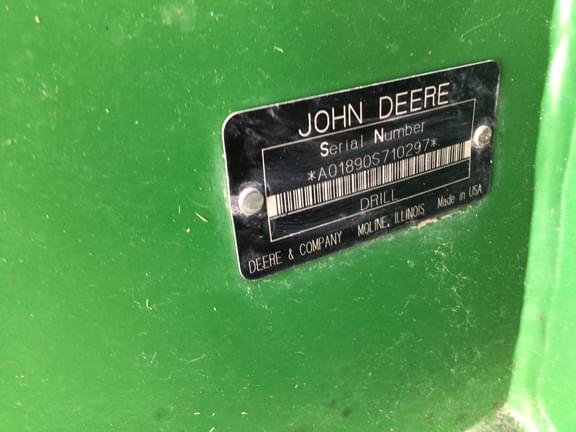 JOHN DEERE
Serial Number
*A01890S710297*
DRILL
DEERE & COMPANY MOLINE, ILLINOIS Made in USA